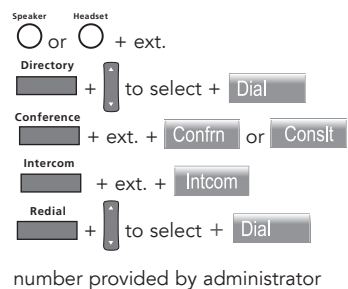 Speaker Headset
or + ext.
Directory
+ to select + Dial
Conference
+ ext. + Confrn or Conslt
Intercom
+ ext. + Intcom
Redial
+ to select + Dial
number provided by administrator